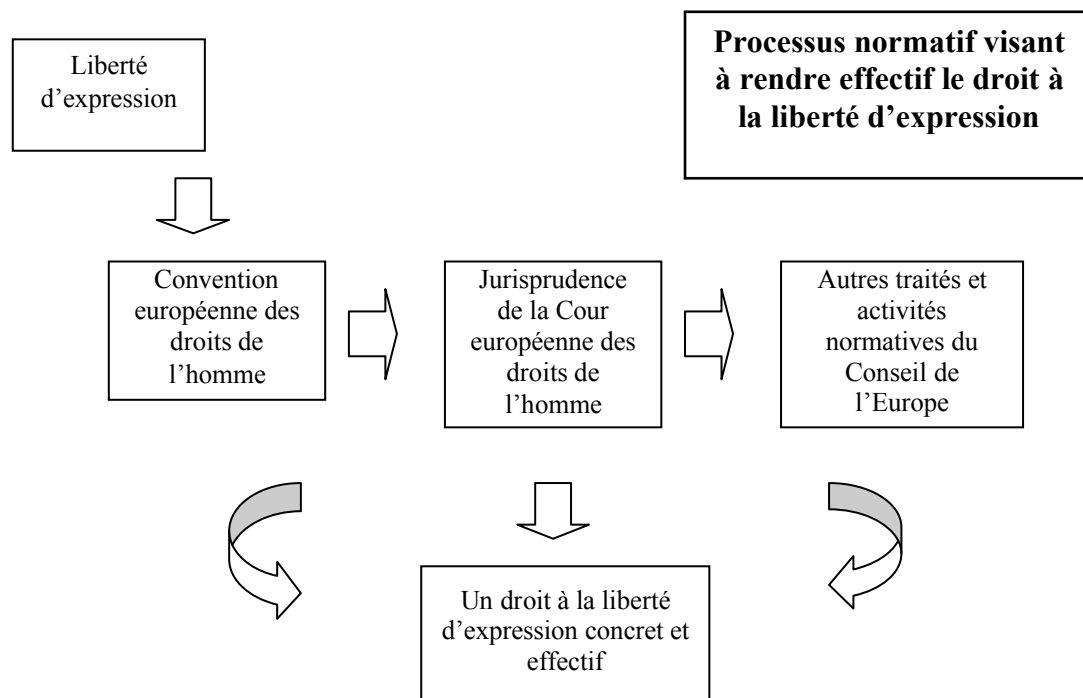 Liberté
d’expression
Processus normatif visant
à rendre effectif le droit à
la liberté d’expression
Convention
européenne des
droits de
l’homme
Jurisprudence
de la Cour
européenne des
droits de
l’homme
Autres traités et
activités
normatives du
Conseil de
l’Europe
Un droit à la liberté
d’expression concret et
effectif